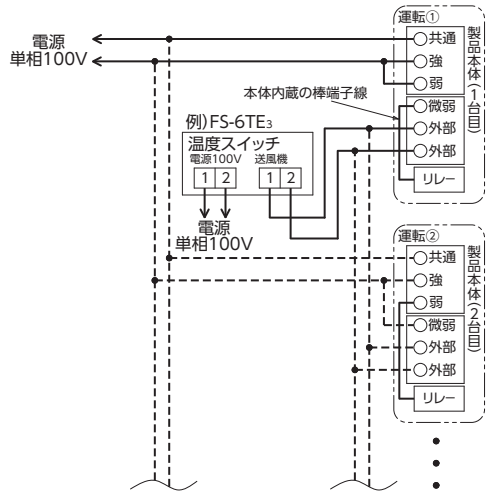 電源
単相100V
運転①
共通
強
弱
微弱
外部
外部
リレー
製品本体(1台目)
本体内蔵の棒端子線
例)FS-6TE3
温度スイッチ
電源100V 送風機
1 2 1 2
電源
単相100V
運転②
共通
強
弱
微弱
外部
外部
リレー
製品本体(2台目)